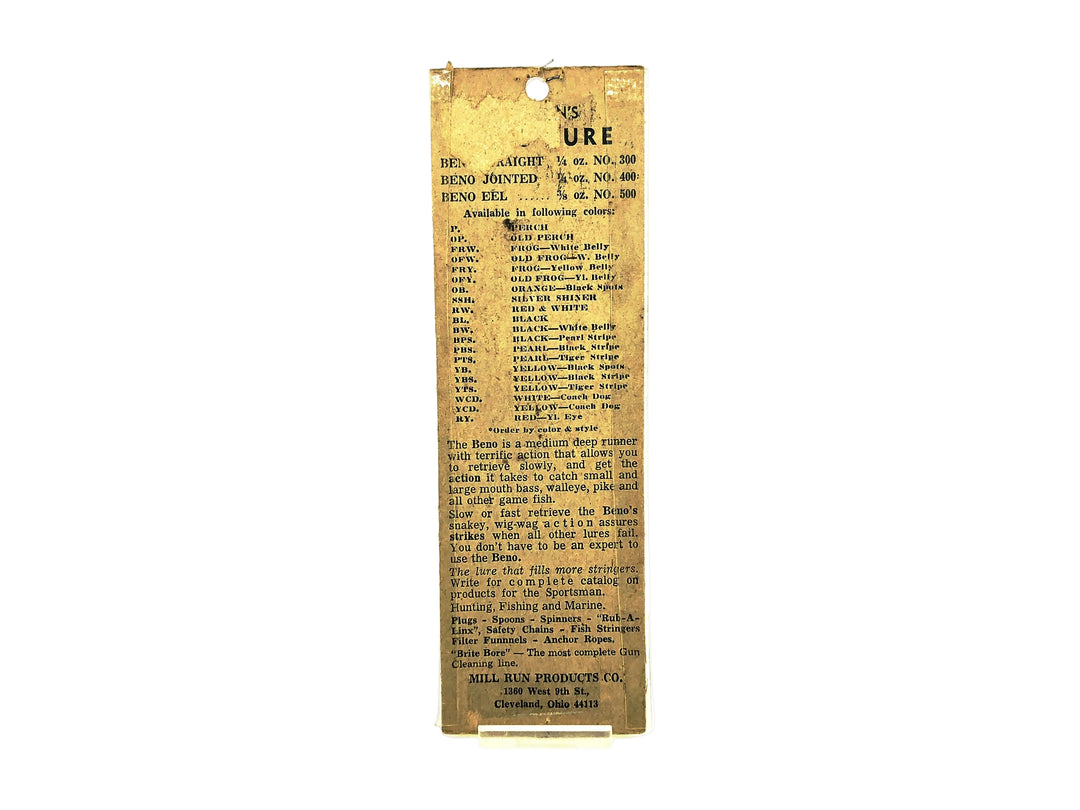 N'S
URE
BEN RAIGHT ¼ oz. NO. 300
BENO JOINTED ¼ oz. NO. 400
BENO EEL ...... ⅝ oz. NO. 500
Available in following colors:
P. PERCH
OP. OLD PERCH
FRW. FROG—White Belly
OFW. OLD FROG—W. Belly
FRY. FROG—Yellow Belly
OFY. OLD FROG—Yl. Belly
OB. ORANGE—Black Spots
SSH. SILVER SHINER
RW. RED & WHITE
BL. BLACK
BW. BLACK—White Belly
BPS. BLACK—Pearl Stripe
PBS. PEARL—Black Stripe
PTS. PEARL—Tiger Stripe
YB. YELLOW—Black Spots
YBS. YELLOW—Black Stripe
YTS. YELLOW—Tiger Stripe
WCD. WHITE—Coach Dog
YCD. YELLOW—Coach Dog
RY. RED—Yl. Eye
*Order by color & style
The Beno is a medium deep runner
with terrific action that allows you
to retrieve slowly, and get the
action it takes to catch small and
large mouth bass, walleye, pike and
all other game fish.
Slow or fast retrieve the Beno's
snakey, wig-wag action assures
strikes when all other lures fail.
You don't have to be an expert to
use the Beno.
The lure that fills more stringers.
Write for complete catalog on
products for the Sportsman.
Hunting, Fishing and Marine.
Plugs - Spoons - Spinners - "Rub-A-
Linx", Safety Chains - Fish Stringers
Filter Funnnels - Anchor Ropes.
"Brite Bore" — The most complete Gun
Cleaning line.
MILL RUN PRODUCTS CO.
1360 West 9th St.,
Cleveland, Ohio 44113